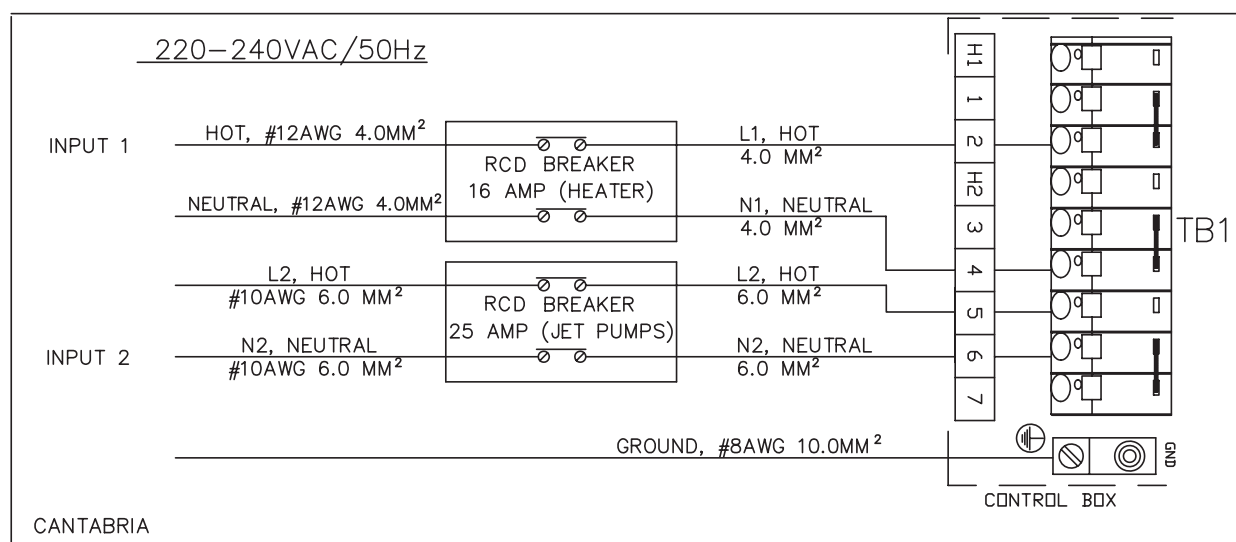 220-240VAC/50Hz
INPUT 1
HOT, #12AWG 4.0MM²
NEUTRAL, #12AWG 4.0MM²
RCD BREAKER
16 AMP (HEATER)
L1, HOT
4.0 MM²
N1, NEUTRAL
4.0 MM²
INPUT 2
L2, HOT
#10AWG 6.0 MM²
N2, NEUTRAL
#10AWG 6.0 MM²
RCD BREAKER
25 AMP (JET PUMPS)
L2, HOT
6.0 MM²
N2, NEUTRAL
6.0 MM²
GROUND, #8AWG 10.0MM²
H1
1
2
H2
3
4
5
6
7
TB1
GND
CONTROL BOX
CANTABRIA